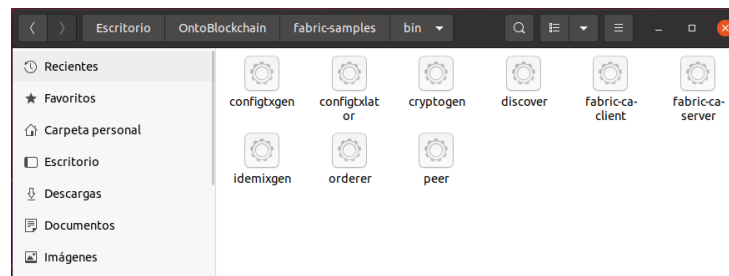 Escritorio OntoBlockchain fabric-samples bin
Recientes
Favoritos
Carpeta personal
Escritorio
Descargas
Documentos
Imágenes
configtxgen configtxlat cryptogen discover fabric-ca- fabric-ca-
or client server
idemixgen orderer peer